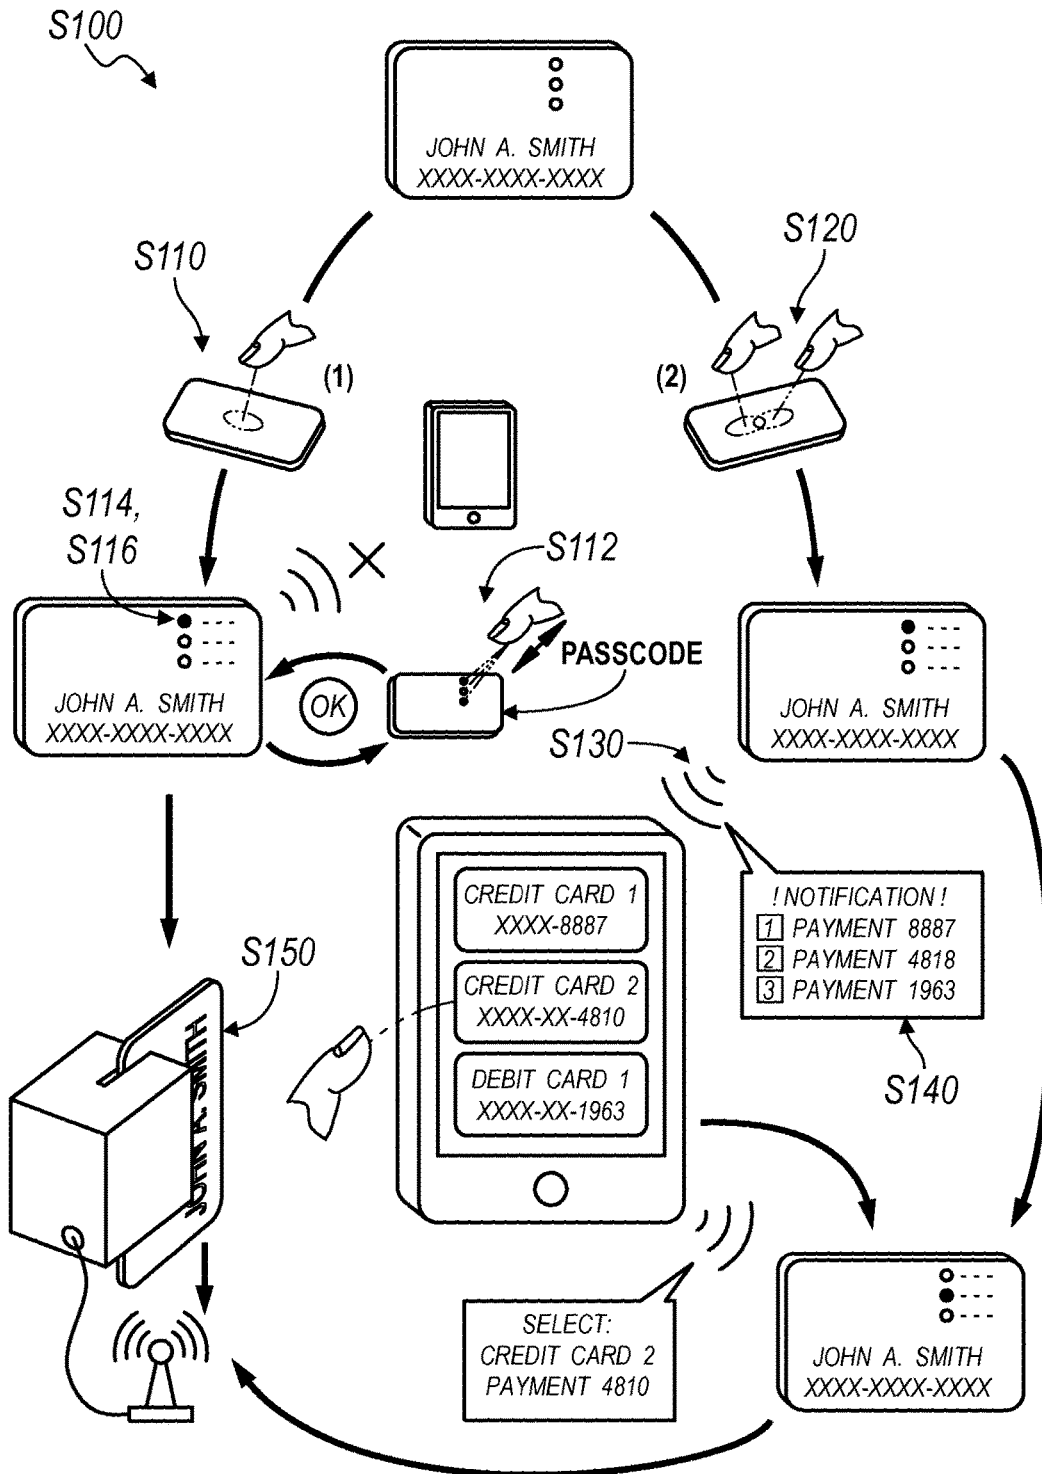 S100
JOHN A. SMITH
XXXX-XXXX-XXXX
S110
S120
(1)
(2)
S114,
S116
S112
OK
PASSCODE
JOHN A. SMITH
XXXX-XXXX-XXXX
JOHN A. SMITH
XXXX-XXXX-XXXX
S130
CREDIT CARD 1
XXXX-8887
! NOTIFICATION !
1 PAYMENT 8887
2 PAYMENT 4818
3 PAYMENT 1963
S150
CREDIT CARD 2
XXXX-XX-4810
S140
DEBIT CARD 1
XXXX-XX-1963
JOHN A. SMITH
SELECT:
CREDIT CARD 2
PAYMENT 4810
JOHN A. SMITH
XXXX-XXXX-XXXX